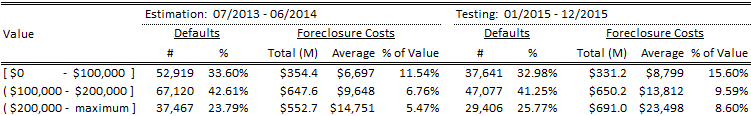 Estimation: 07/2013 - 06/2014 Testing: 01/2015 - 12/2015
Value Defaults Foreclosure Costs Defaults Foreclosure Costs
# % Total (M) Average % of Value # % Total (M) Average % of Value
[ $0 - $100,000 ] 52,919 33.60% $354.4 $6,697 11.54% 37,641 32.98% $331.2 $8,799 15.60%
( $100,000 - $200,000 ] 67,120 42.61% $647.6 $9,648 6.76% 47,077 41.25% $650.2 $13,812 9.59%
( $200,000 - maximum ] 37,467 23.79% $552.7 $14,751 5.47% 29,406 25.77% $691.0 $23,498 8.60%